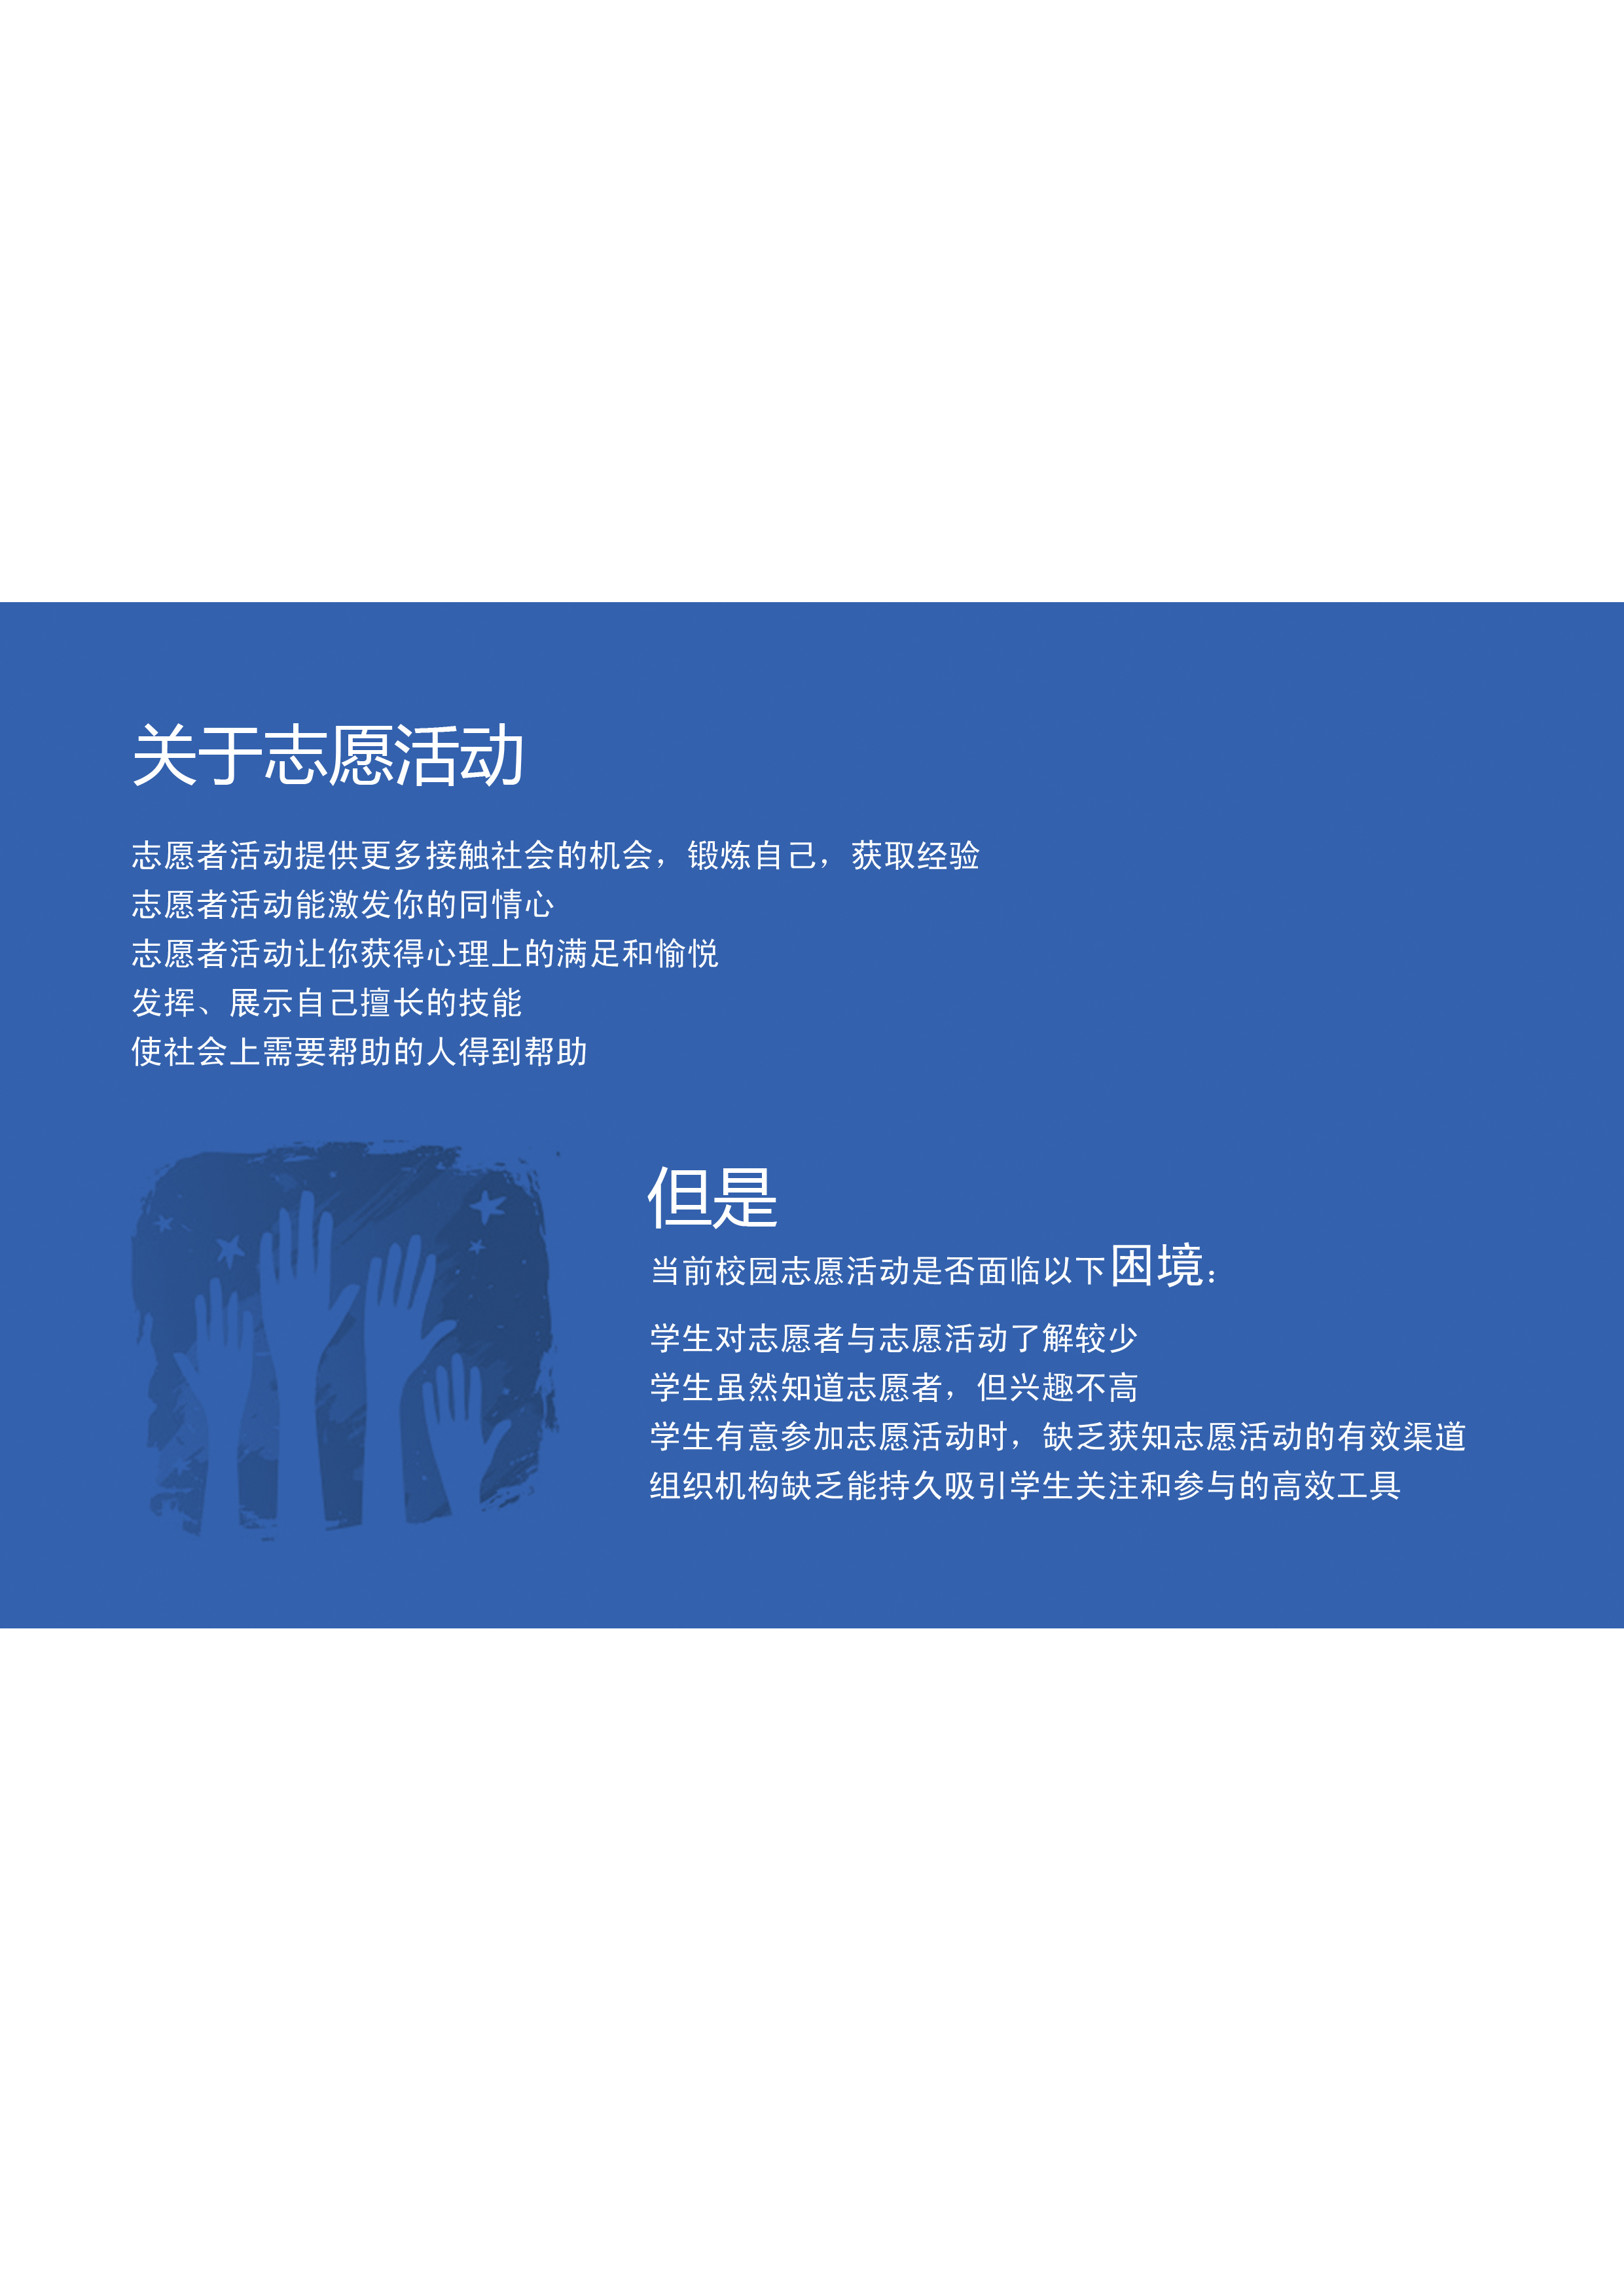 关于志愿活动
志愿者活动提供更多接触社会的机会，锻炼自己，获取经验
志愿者活动能激发你的同情心
志愿者活动让你获得心理上的满足和愉悦
发挥、展示自己擅长的技能
使社会上需要帮助的人得到帮助
但是
当前校园志愿活动是否面临以下困境：
学生对志愿者与志愿活动了解较少
学生虽然知道志愿者，但兴趣不高
学生有意参加志愿活动时，缺乏获知志愿活动的有效渠道
组织机构缺乏能持久吸引学生关注和参与的高效工具